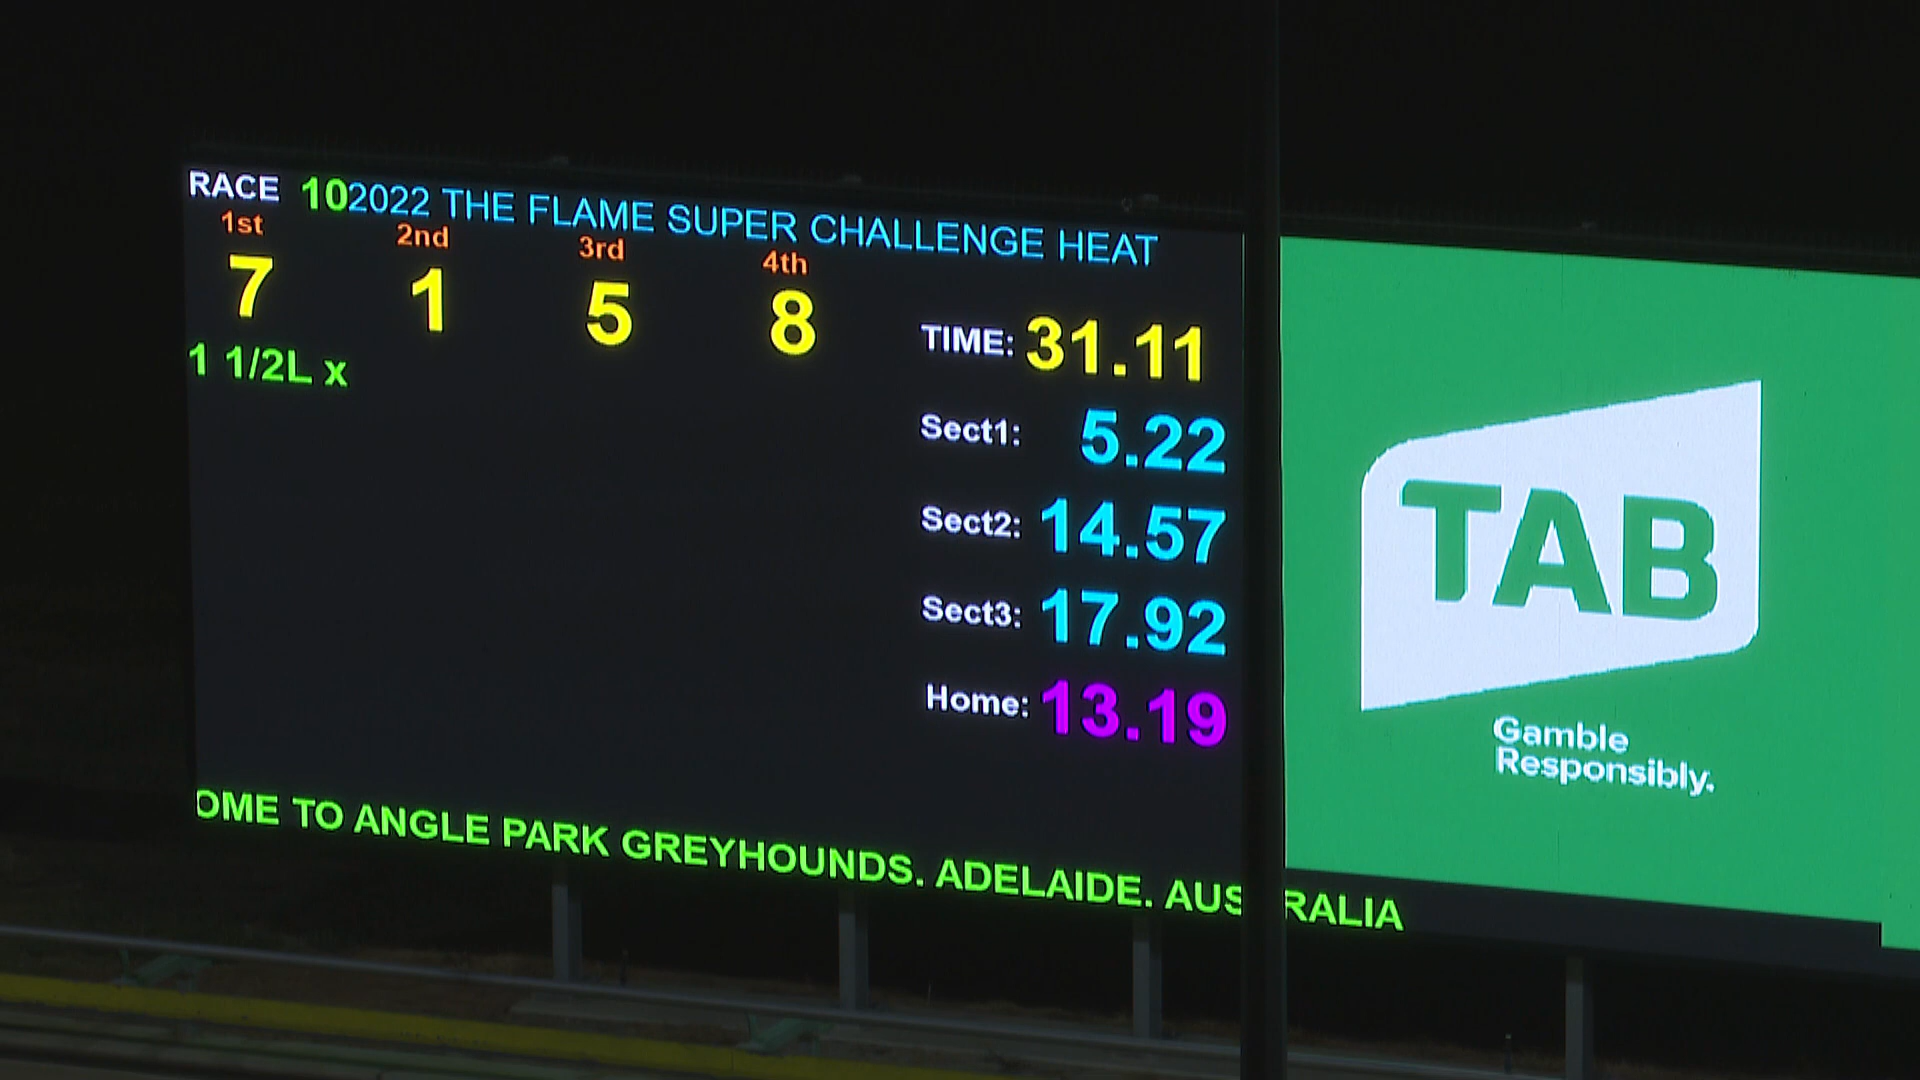 RACE 10 2022 THE FLAME SUPER CHALLENGE HEAT
1st 2nd 3rd 4th
7 1 5 8
1 1/2L x
TIME: 31.11
Sect1: 5.22
Sect2: 14.57
Sect3: 17.92
Home: 13.19
OME TO ANGLE PARK GREYHOUNDS. ADELAIDE. AUS RALIA
TAB
Gamble
Responsibly.